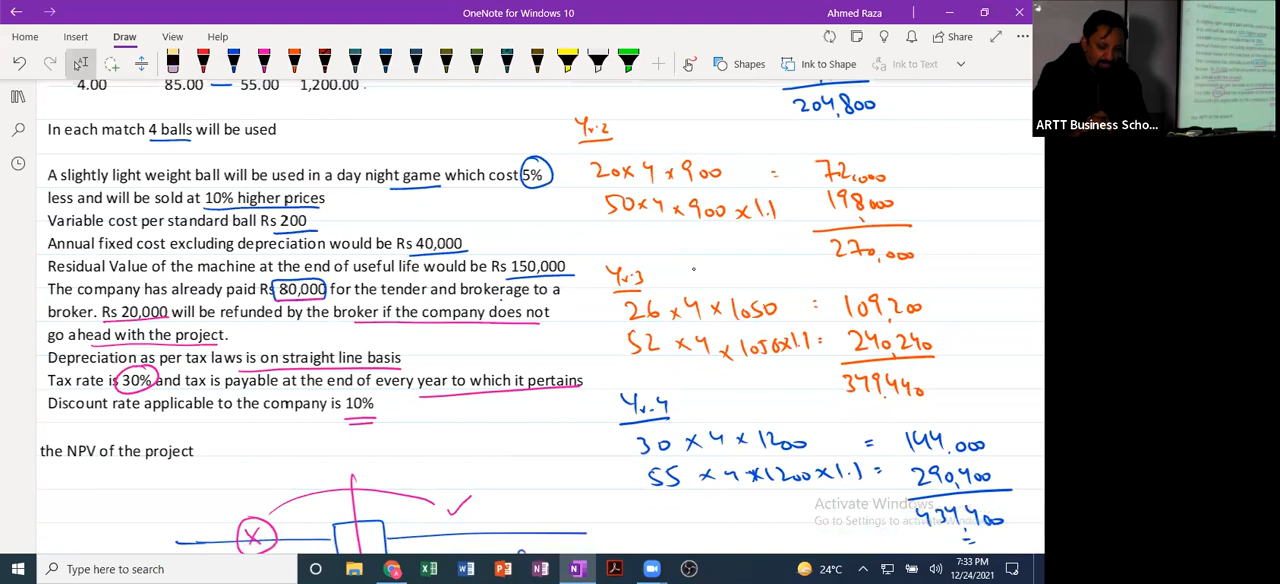 OneNote for Windows 10
Ahmed Raza
Home Insert Draw View Help
Share
Shapes Ink to Shape Ink to Text
4.00 85.00 55.00 1,200.00
204,800
In each match 4 balls will be used
A slightly light weight ball will be used in a day night game which cost 5%
less and will be sold at 10% higher prices
Variable cost per standard ball Rs 200
Annual fixed cost excluding depreciation would be Rs 40,000
Residual Value of the machine at the end of useful life would be Rs 150,000
The company has already paid Rs 80,000 for the tender and brokerage to a
broker. Rs 20,000 will be refunded by the broker if the company does not
go ahead with the project.
Depreciation as per tax laws is on straight line basis
Tax rate is 30% and tax is payable at the end of every year to which it pertains
Discount rate applicable to the company is 10%
the NPV of the project
Yr.2
20 x 4 x 900 = 72,000
50 x 4 x 900 x 1.1 198,000
270,000
Yr.3
26 x 4 x 1050 = 109,200
52 x 4 x 1050 x 1.1 = 240,240
349,440
Yr.4
30 x 4 x 1200 = 144,000
55 x 4 x 1200 x 1.1 = 290,400
434,400
x
Activate Windows
Go to Settings to activate Windows.
ARTT Business Scho...
Type here to search
24°C
7:33 PM
12/24/2021